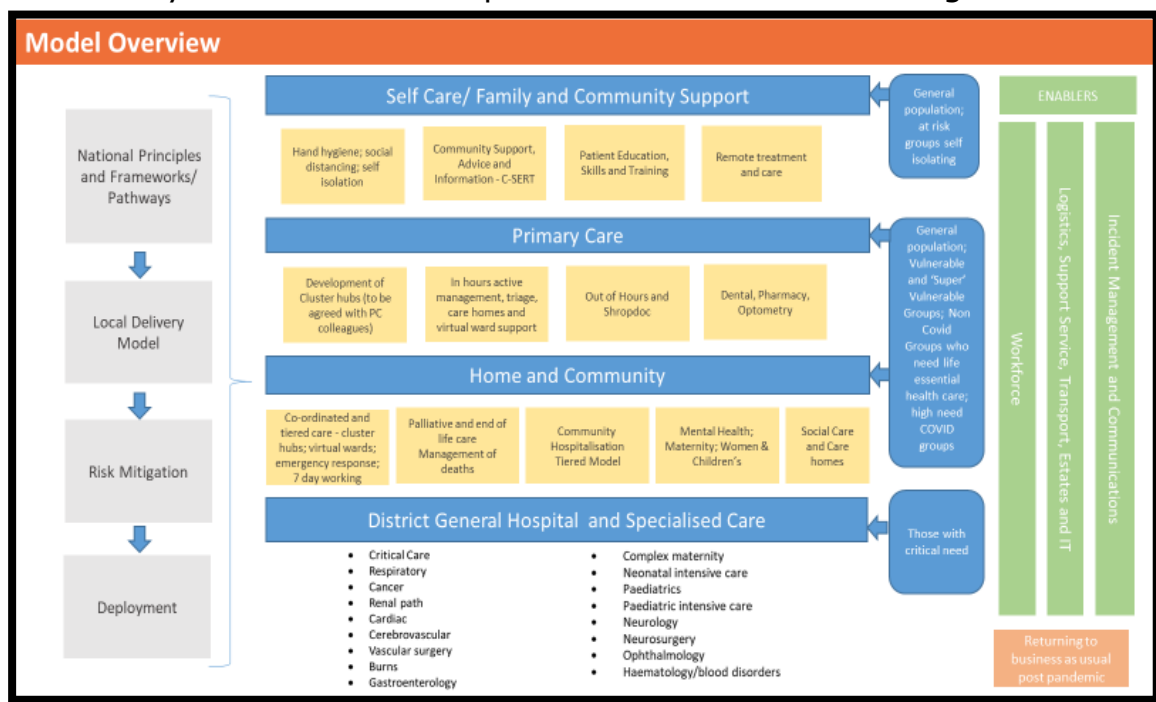 Model Overview
National Principles
and Frameworks/
Pathways
Local Delivery
Model
Risk Mitigation
Deployment
Self Care/ Family and Community Support
Hand hygiene; social
distancing; self
isolation
Community Support,
Advice and
Information - C-SERT
Patient Education,
Skills and Training
Remote treatment
and care
General
population;
at risk
groups self
isolating
Primary Care
Development of
Cluster hubs (to be
agreed with PC
colleagues)
In hours active
management, triage,
care homes and
virtual ward support
Out of Hours and
Shropdoc
Dental, Pharmacy,
Optometry
General
population;
Vulnerable
and ‘Super’
Vulnerable
Groups; Non
Covid
Groups who
need life
essential
health care;
high need
COVID
groups
Home and Community
Co-ordinated and
tiered care - cluster
hubs; virtual wards;
emergency response;
7 day working
Palliative and end of
life care
Management of
deaths
Community
Hospitalisation
Tiered Model
Mental Health;
Maternity; Women &
Children’s
Social Care
and Care
homes
District General Hospital and Specialised Care
Those with
critical need
• Critical Care
• Respiratory
• Cancer
• Renal path
• Cardiac
• Cerebrovascular
• Vascular surgery
• Burns
• Gastroenterology
• Complex maternity
• Neonatal intensive care
• Paediatrics
• Paediatric intensive care
• Neurology
• Neurosurgery
• Ophthalmology
• Haematology/blood disorders
ENABLERS
Workforce
Logistics, Support Service, Transport, Estates and IT
Incident Management and Communications
Returning to
business as usual
post pandemic